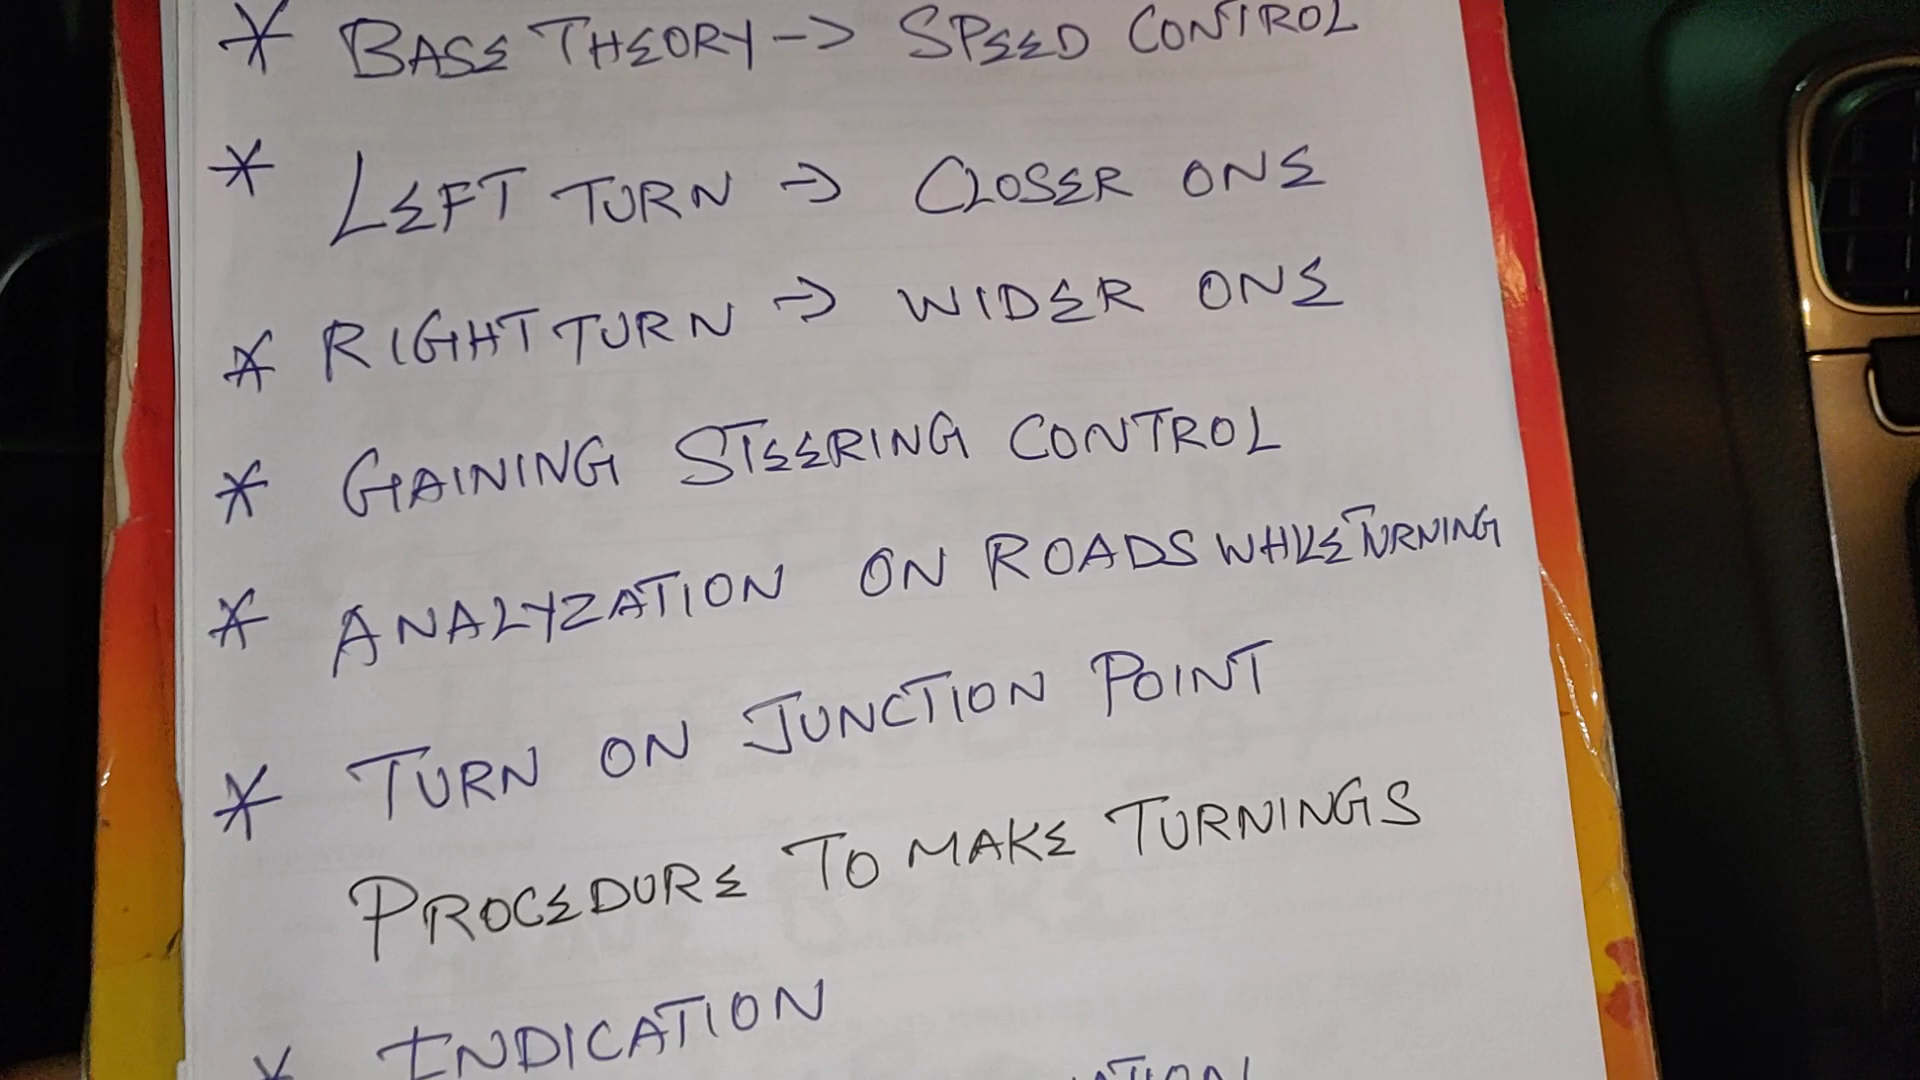 * BASE THEORY -> SPEED CONTROL
* LEFT TURN -> CLOSER ONE
* RIGHT TURN -> WIDER ONE
* GAINING STEERING CONTROL
* ANALYZATION ON ROADS WHILE TURNING
* TURN ON JUNCTION POINT
PROCEDURE TO MAKE TURNINGS
* INDICATION